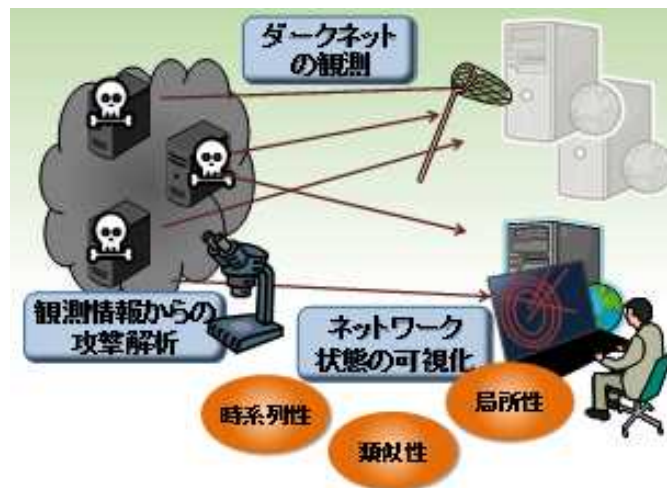 ダークネット
の観測
観測情報からの
攻撃解析
ネットワーク
状態の可視化
時系列性
類似性
局所性